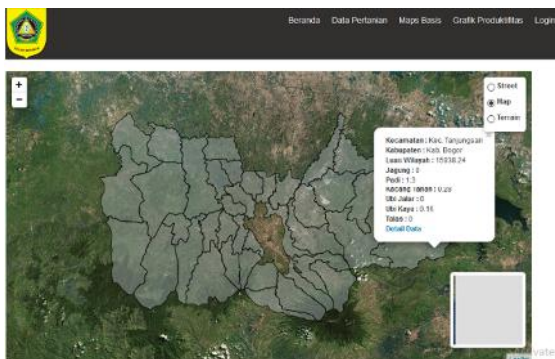 Beranda Data Pertanian Maps Basis Grafik Produktifitas Login
+
-
Street
Map
Terrain
Kecamatan : Kec. Tanjungsari
Kabupaten : Kab. Bogor
Luas Wilayah : 15938.24
Jagung : 0
Padi : 1.3
Kacang Tanah : 0.29
Ubi Jalar : 0
Ubi Kayu : 0.16
Talas : 0
Detail Data